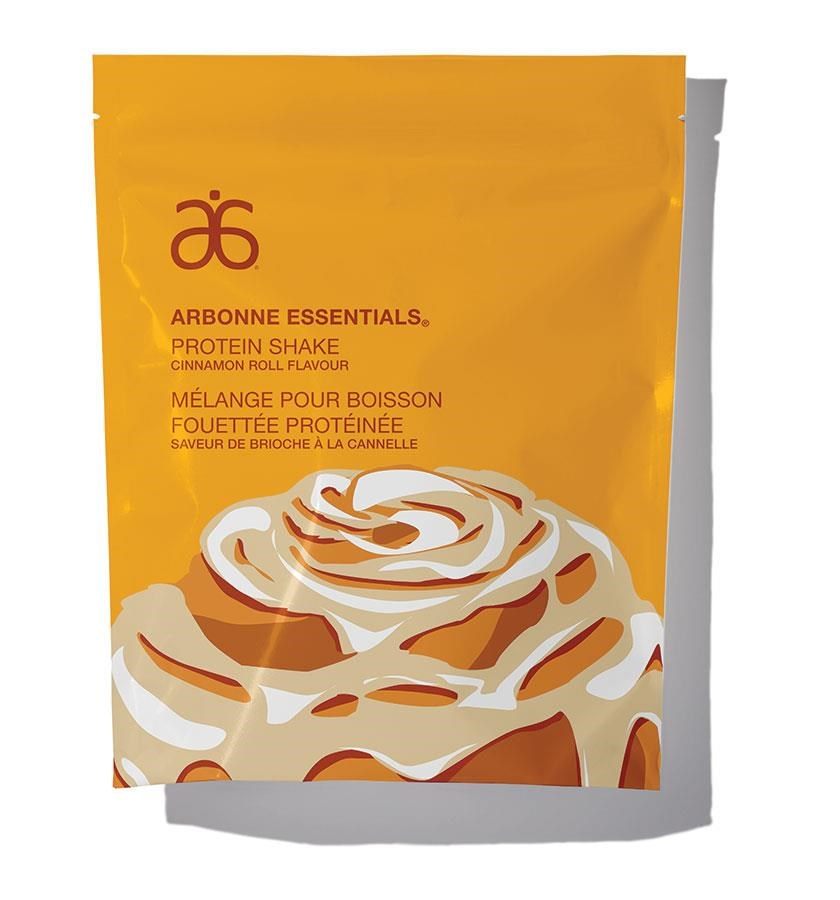 ARBONNE ESSENTIALS®
PROTEIN SHAKE
CINNAMON ROLL FLAVOUR
MÉLANGE POUR BOISSON
FOUETTÉE PROTÉINÉE
SAVEUR DE BRIOCHE À LA CANNELLE